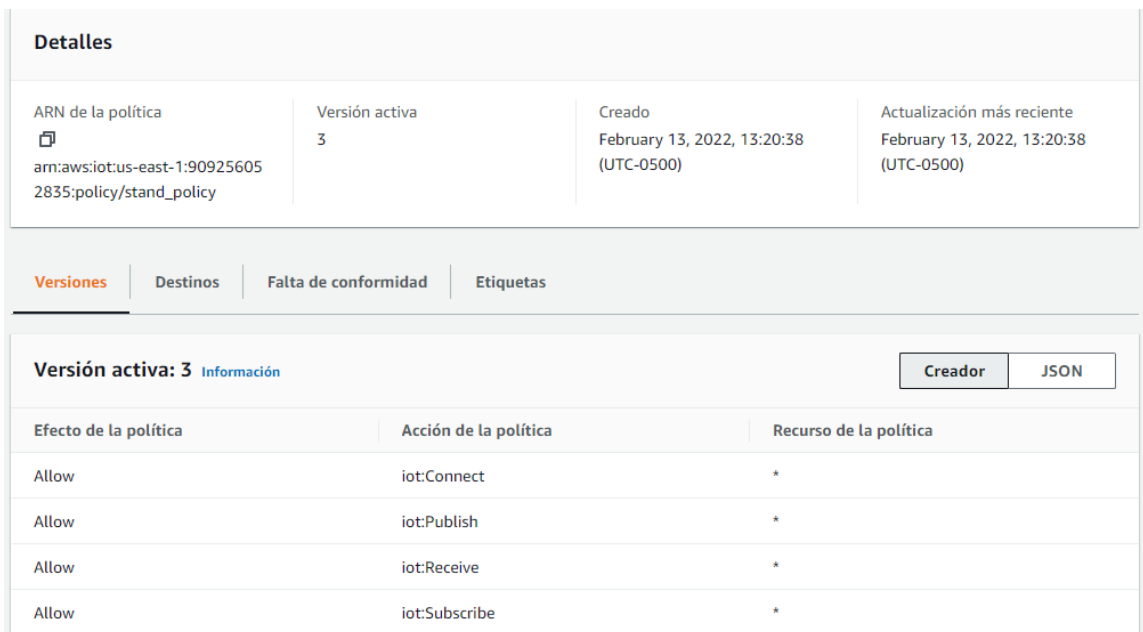 Detalles
ARN de la política
arn:aws:iot:us-east-1:90925605
2835:policy/stand_policy
Versión activa
3
Creado
February 13, 2022, 13:20:38
(UTC-0500)
Actualización más reciente
February 13, 2022, 13:20:38
(UTC-0500)
Versiones Destinos Falta de conformidad Etiquetas
Versión activa: 3 Información Creador JSON
Efecto de la política Acción de la política Recurso de la política
Allow iot:Connect *
Allow iot:Publish *
Allow iot:Receive *
Allow iot:Subscribe *